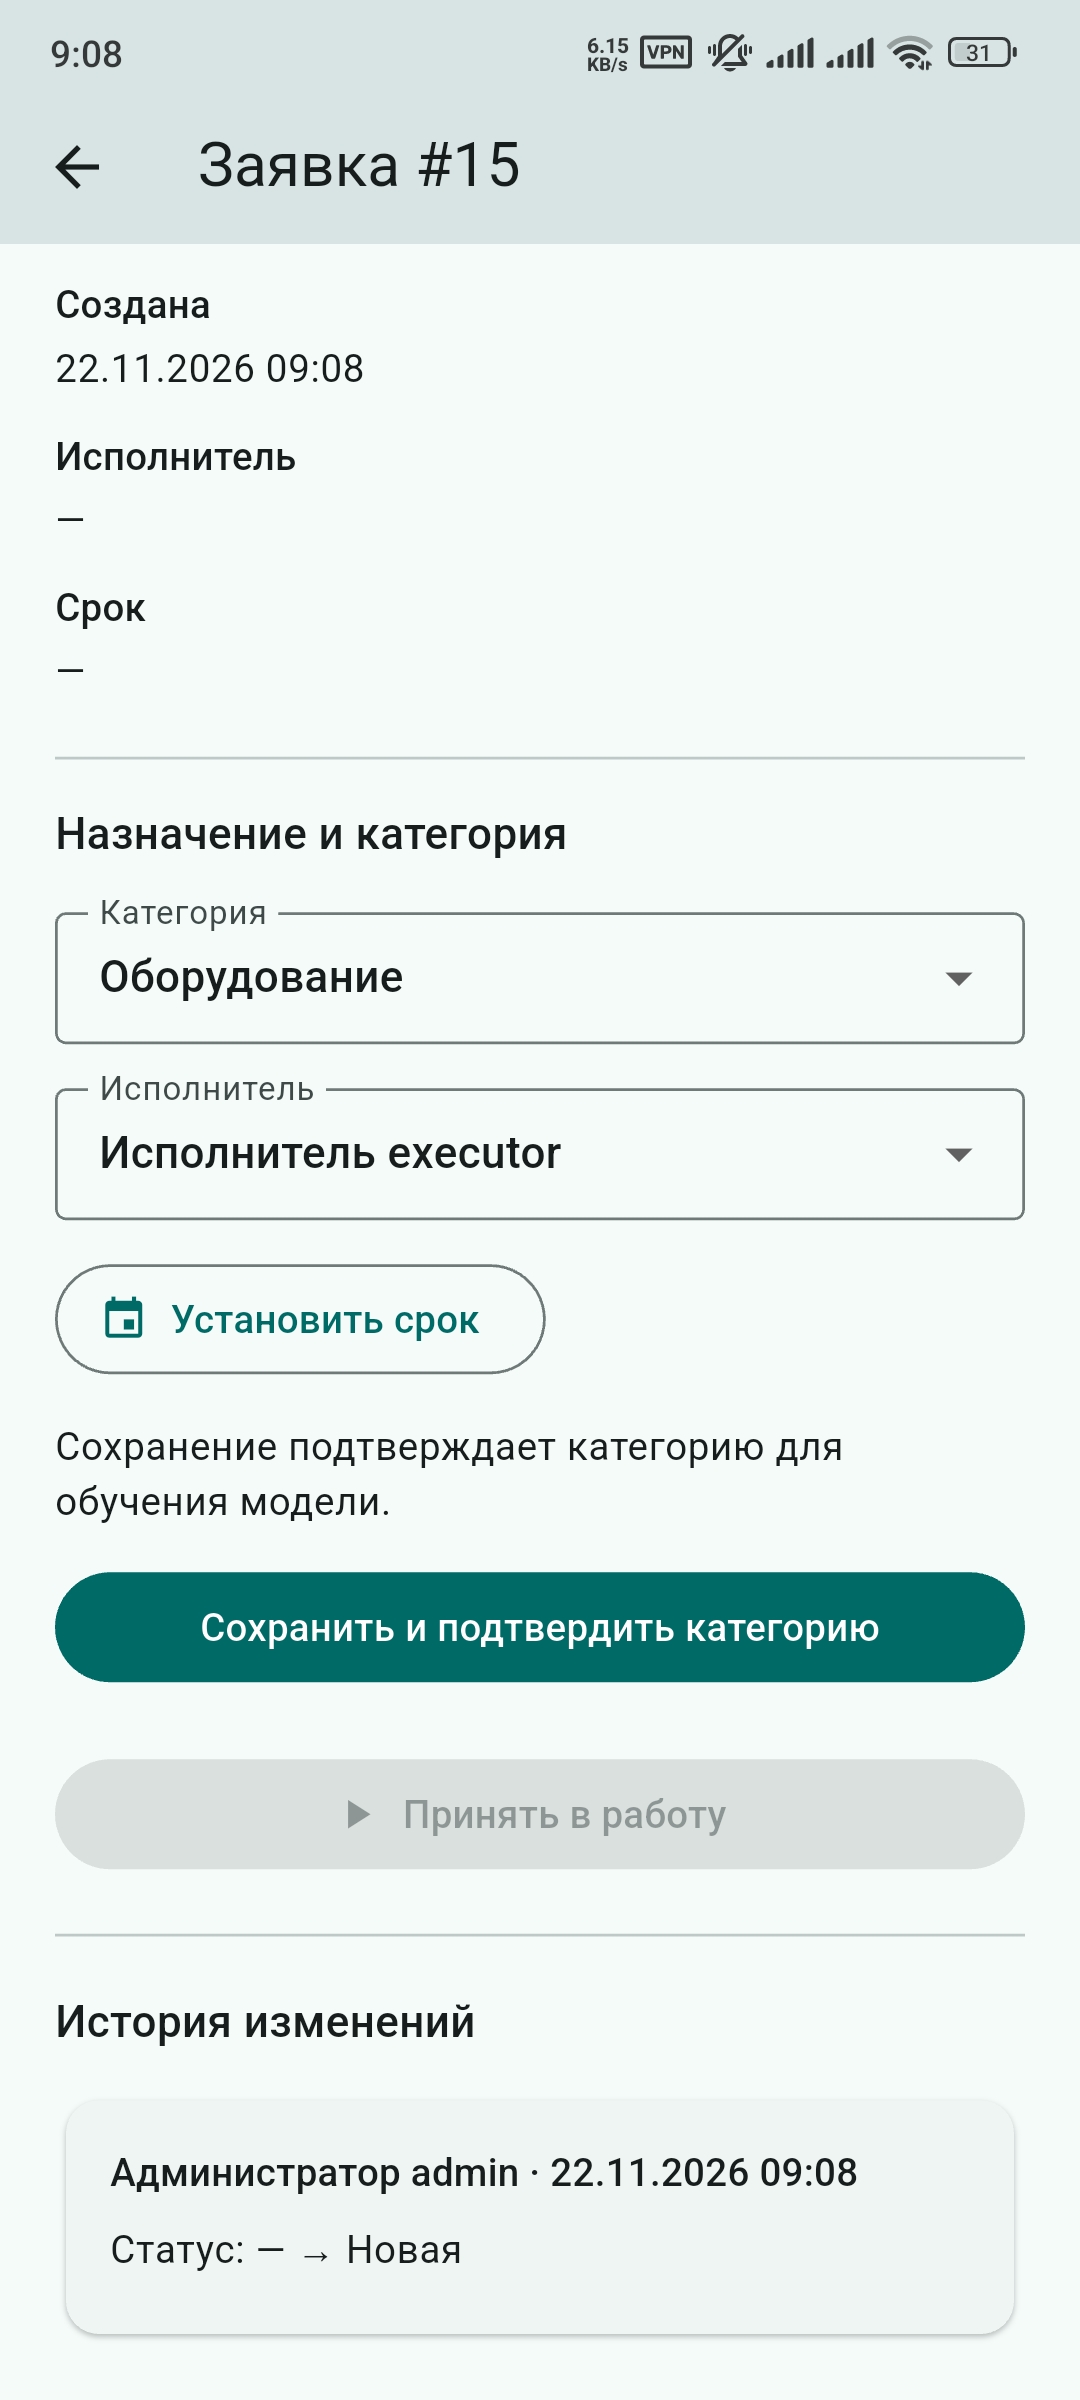 9:08
6.15 KB/s VPN 31
Заявка #15
Создана
22.11.2026 09:08
Исполнитель
—
Срок
—
Назначение и категория
Категория
Оборудование
Исполнитель
Исполнитель executor
Установить срок
Сохранение подтверждает категорию для
обучения модели.
Сохранить и подтвердить категорию
Принять в работу
История изменений
Администратор admin · 22.11.2026 09:08
Статус: — → Новая